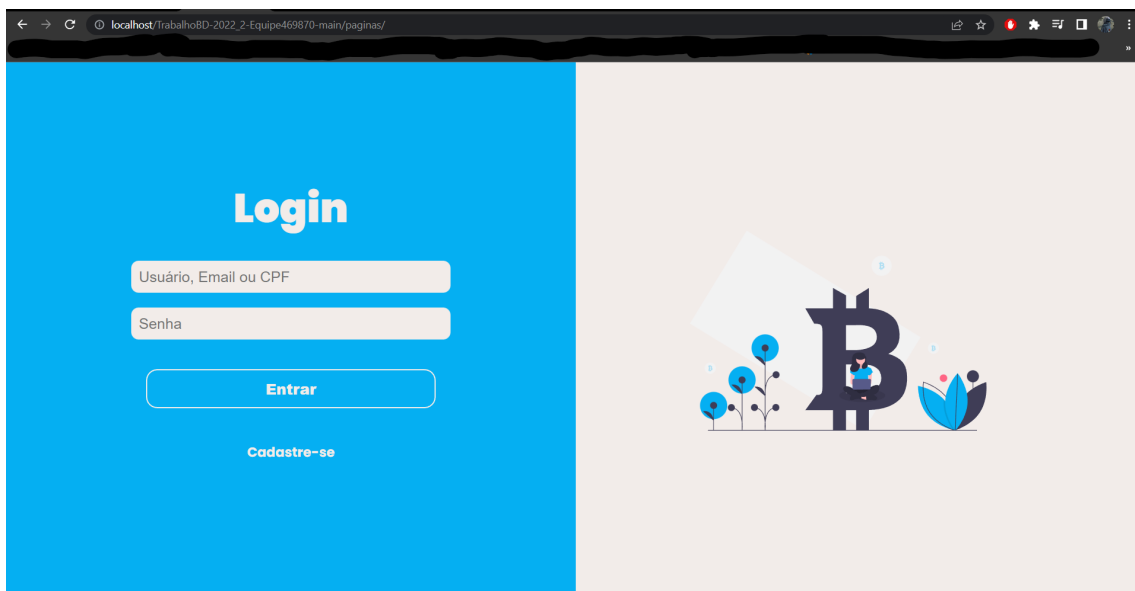 localhost/TrabalhoBD-2022_2-Equipe469870-main/paginas/
Login
Usuário, Email ou CPF
Senha
Entrar
Cadastre-se